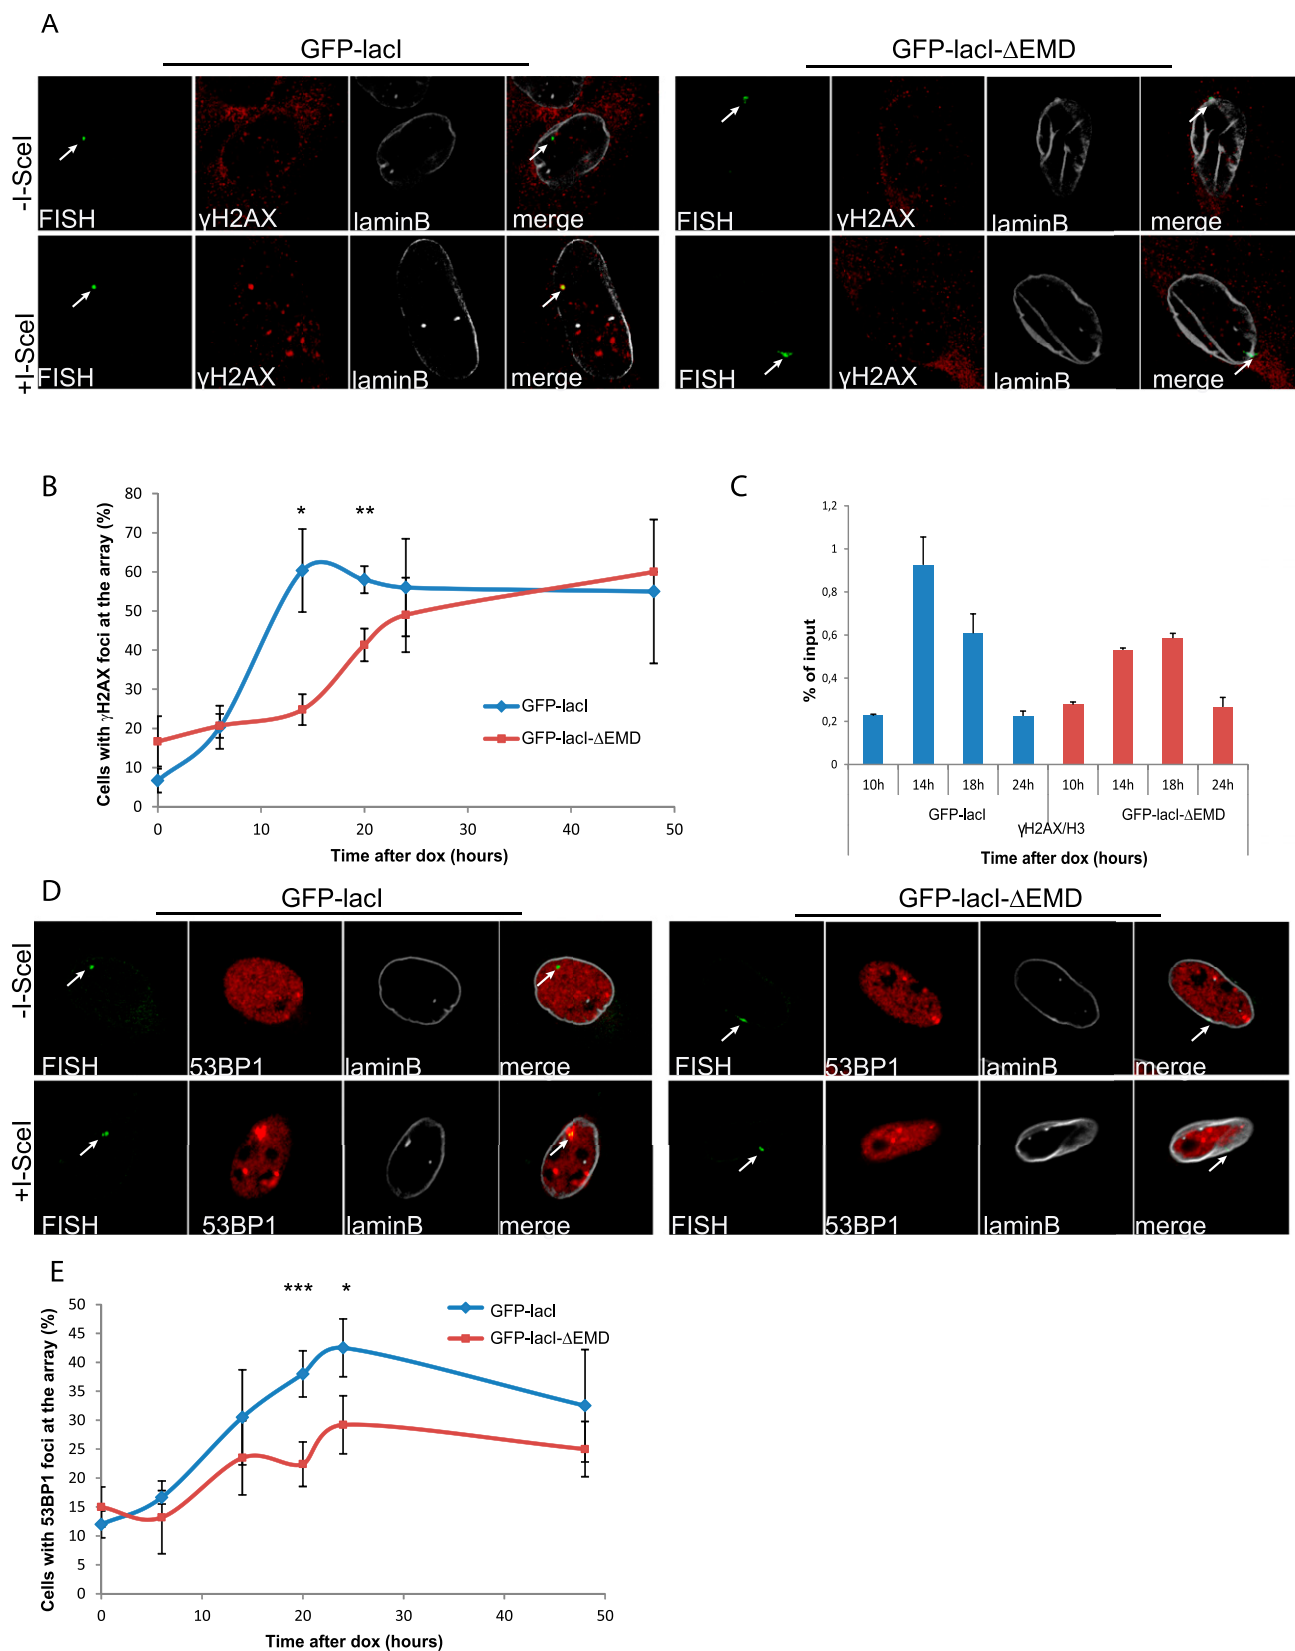 A
GFP-lacI
GFP-lacI-ΔEMD
-I-SceI
FISH γH2AX laminB merge
FISH γH2AX laminB merge
+I-SceI
FISH γH2AX laminB merge
FISH γH2AX laminB merge
B
Cells with γH2AX foci at the array (%)
80
70
60
50
40
30
20
10
0
* **
GFP-lacI
GFP-lacI-ΔEMD
0 10 20 30 40 50
Time after dox (hours)
C
% of input
1,2
1
0,8
0,6
0,4
0,2
0
10h 14h 18h 24h 10h 14h 18h 24h
GFP-lacI GFP-lacI-ΔEMD
γH2AX/H3
Time after dox (hours)
D
GFP-lacI
GFP-lacI-ΔEMD
-I-SceI
FISH 53BP1 laminB merge
FISH 53BP1 laminB merge
+I-SceI
FISH 53BP1 laminB merge
FISH 53BP1 laminB merge
E
Cells with 53BP1 foci at the array (%)
50
45
40
35
30
25
20
15
10
5
0
*** *
GFP-lacI
GFP-lacI-ΔEMD
0 10 20 30 40 50
Time after dox (hours)